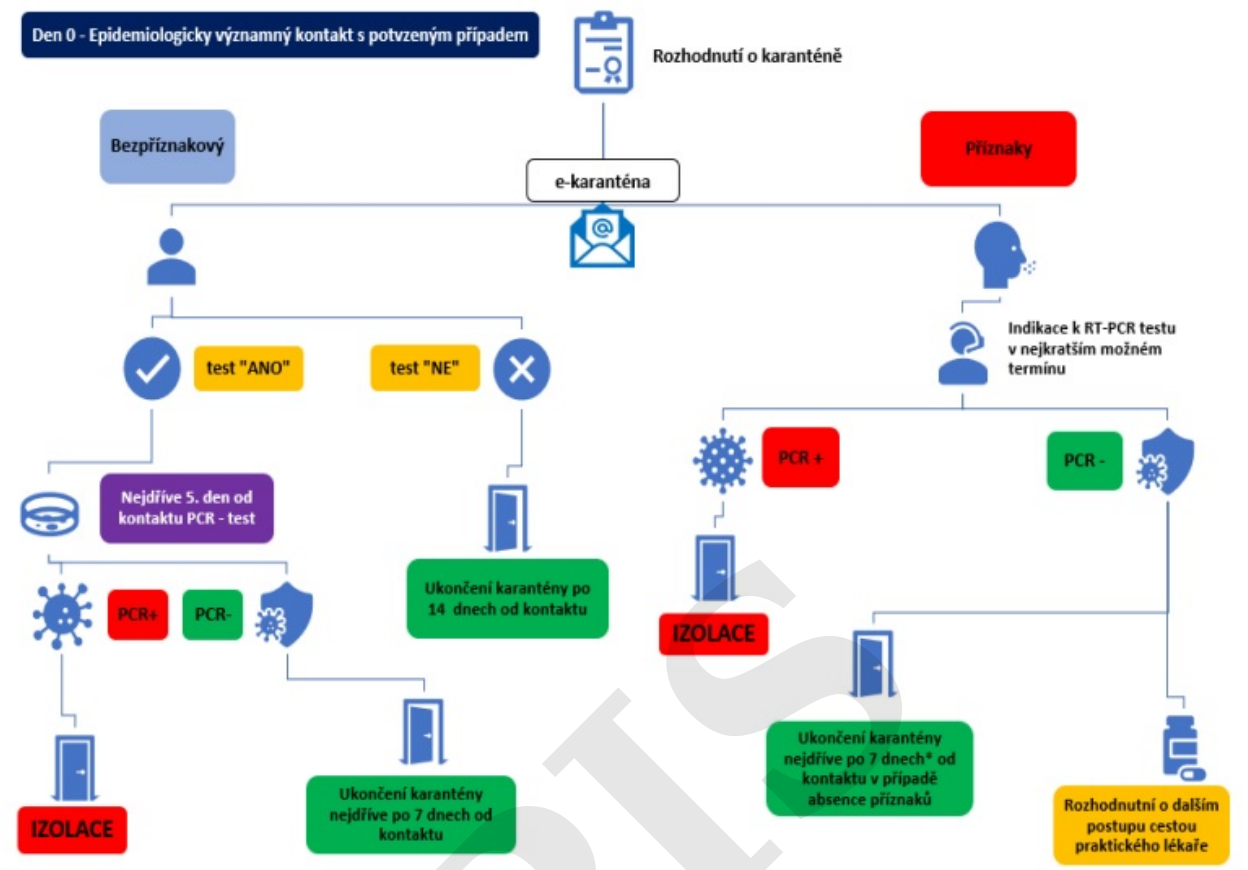 Den 0 - Epidemiologicky významný kontakt s potvzeným případem
Rozhodnutí o karanténě
Bezpříznakový
Příznaky
e-karanténa
@
Indikace k RT-PCR testu
v nejkratším možném
termínu
test "ANO"
test "NE"
PCR +
PCR -
Nejdříve 5. den od
kontaktu PCR - test
Ukončení karantény po
14 dnech od kontaktu
PCR+
PCR-
IZOLACE
Ukončení karantény
nejdříve po 7 dnech* od
kontaktu v případě
absence příznaků
Ukončení karantény
nejdříve po 7 dnech od
kontaktu
IZOLACE
Rozhodnutní o dalším
postupu cestou
praktického lékaře
PIS